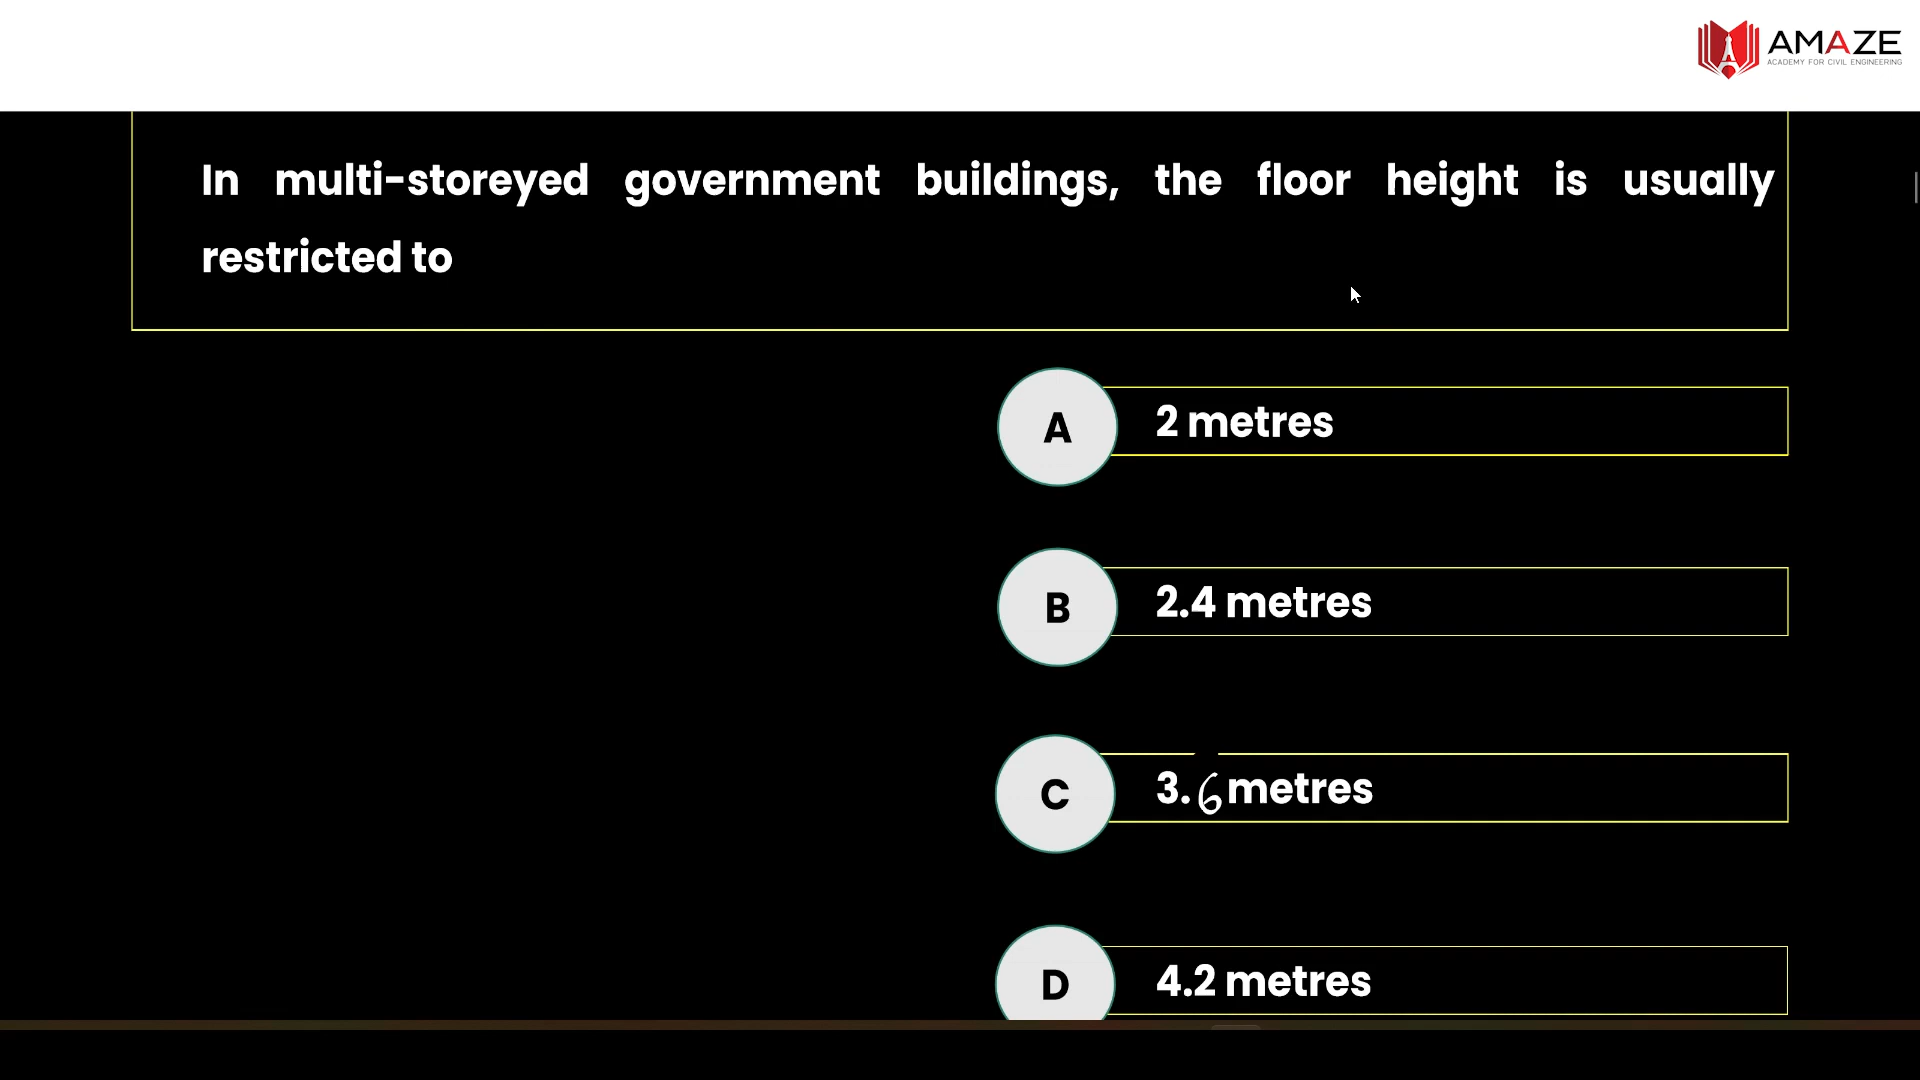 AMAZE
ACADEMY FOR CIVIL ENGINEERING
In multi-storeyed government buildings, the floor height is usually
restricted to
A 2 metres
B 2.4 metres
C 3.6 metres
D 4.2 metres